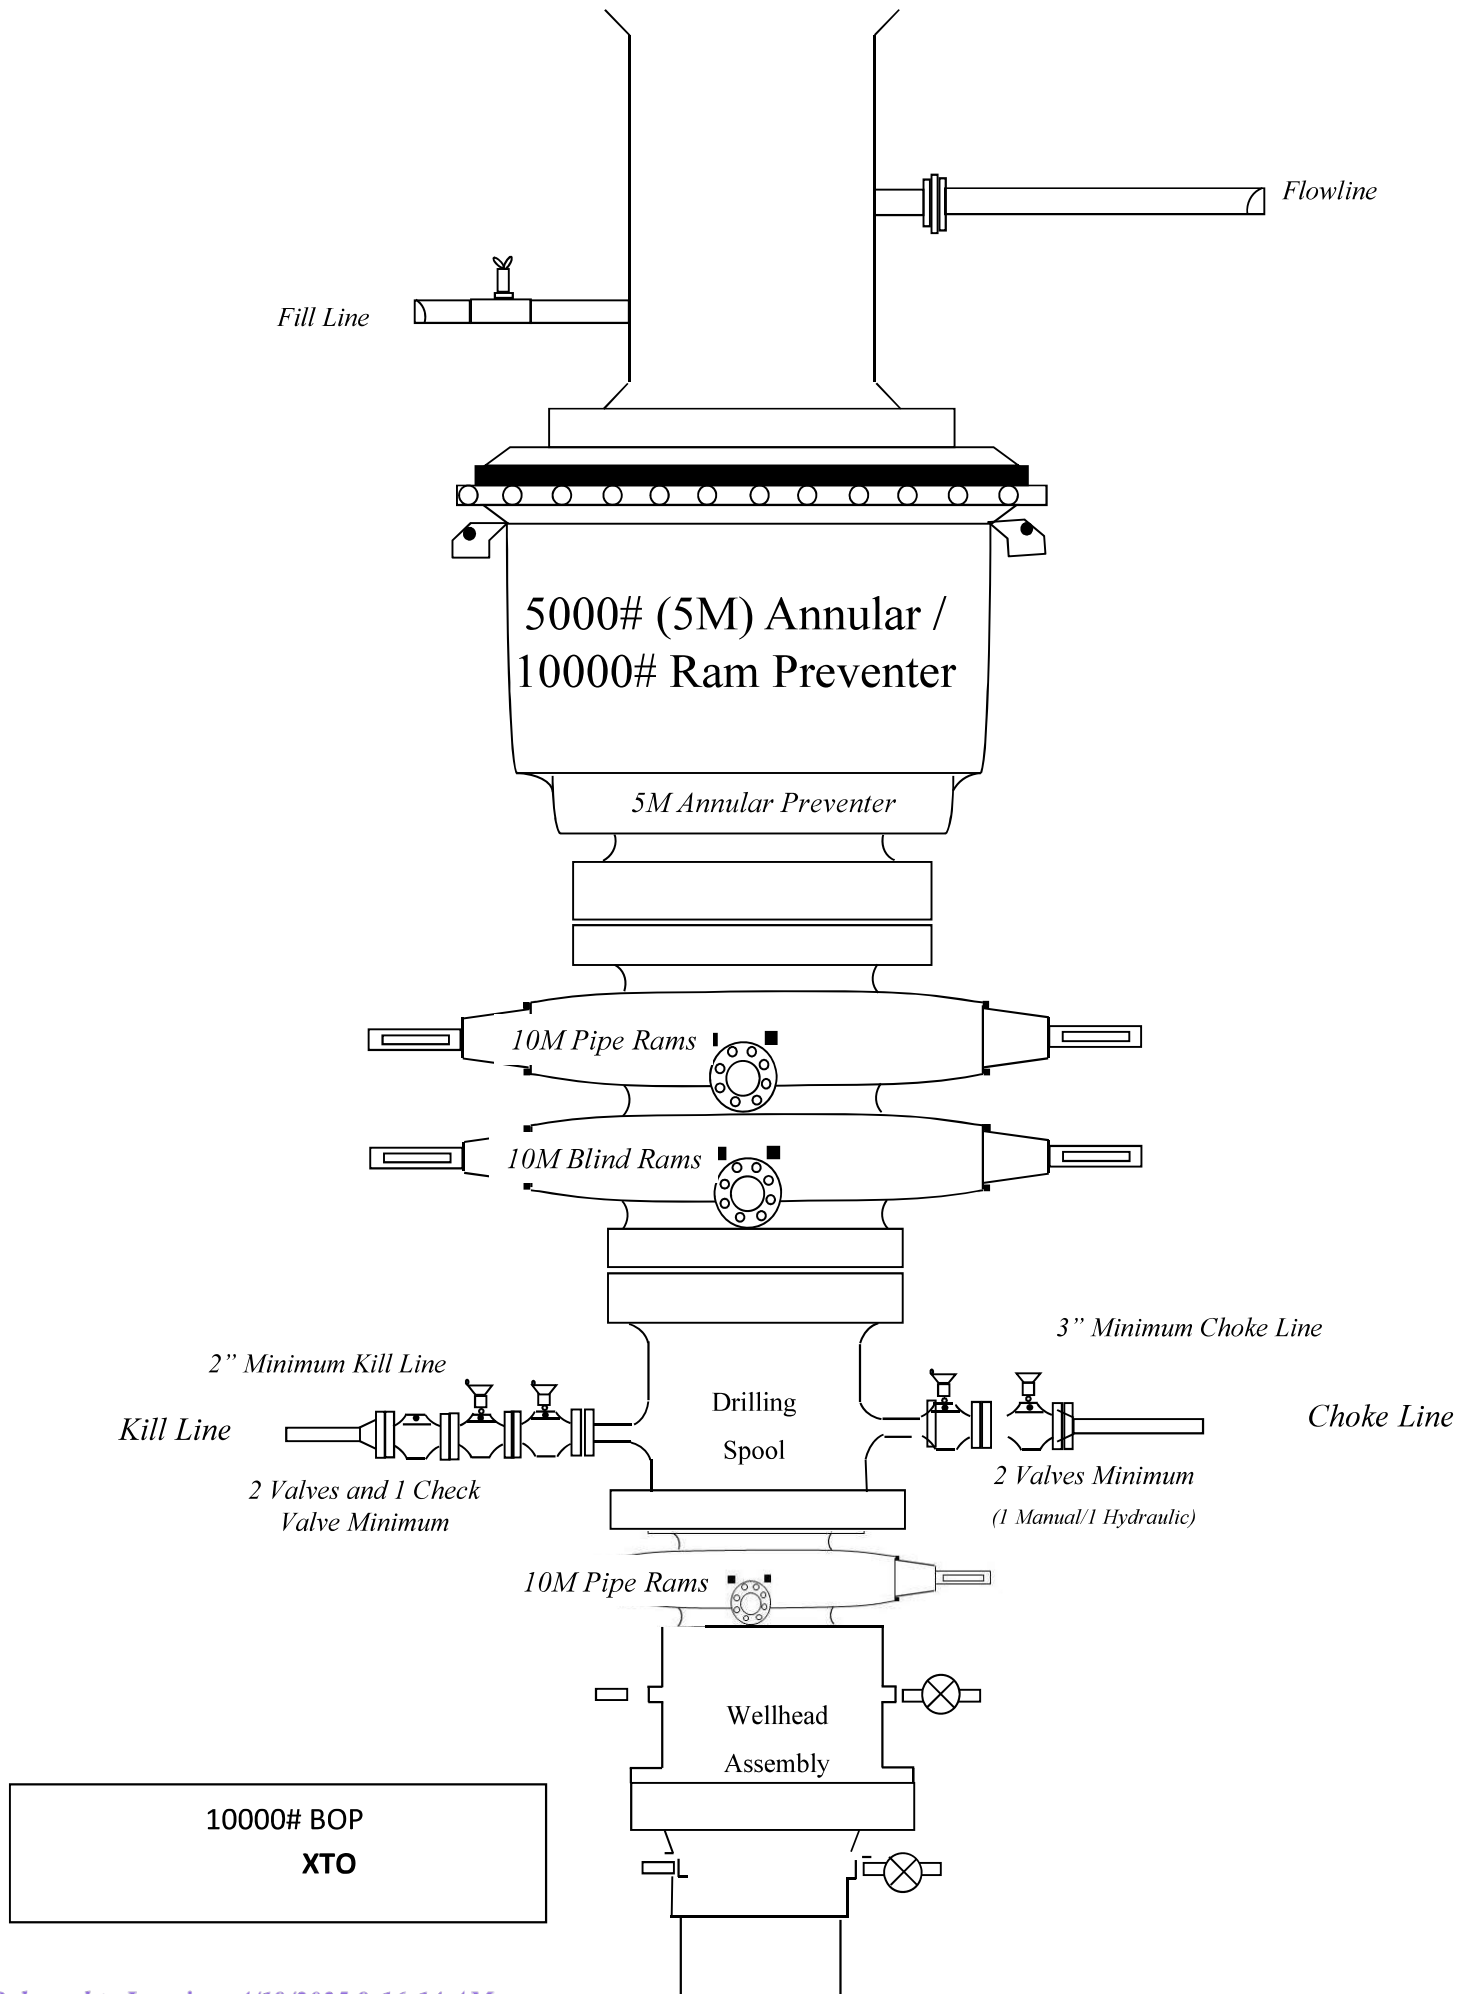 Flowline
Fill Line
5000# (5M) Annular /
10000# Ram Preventer
5M Annular Preventer
10M Pipe Rams
10M Blind Rams
3” Minimum Choke Line
2” Minimum Kill Line
Drilling
Spool
Kill Line
Choke Line
2 Valves and 1 Check
Valve Minimum
2 Valves Minimum
(1 Manual/1 Hydraulic)
10M Pipe Rams
Wellhead
Assembly
10000# BOP
XTO